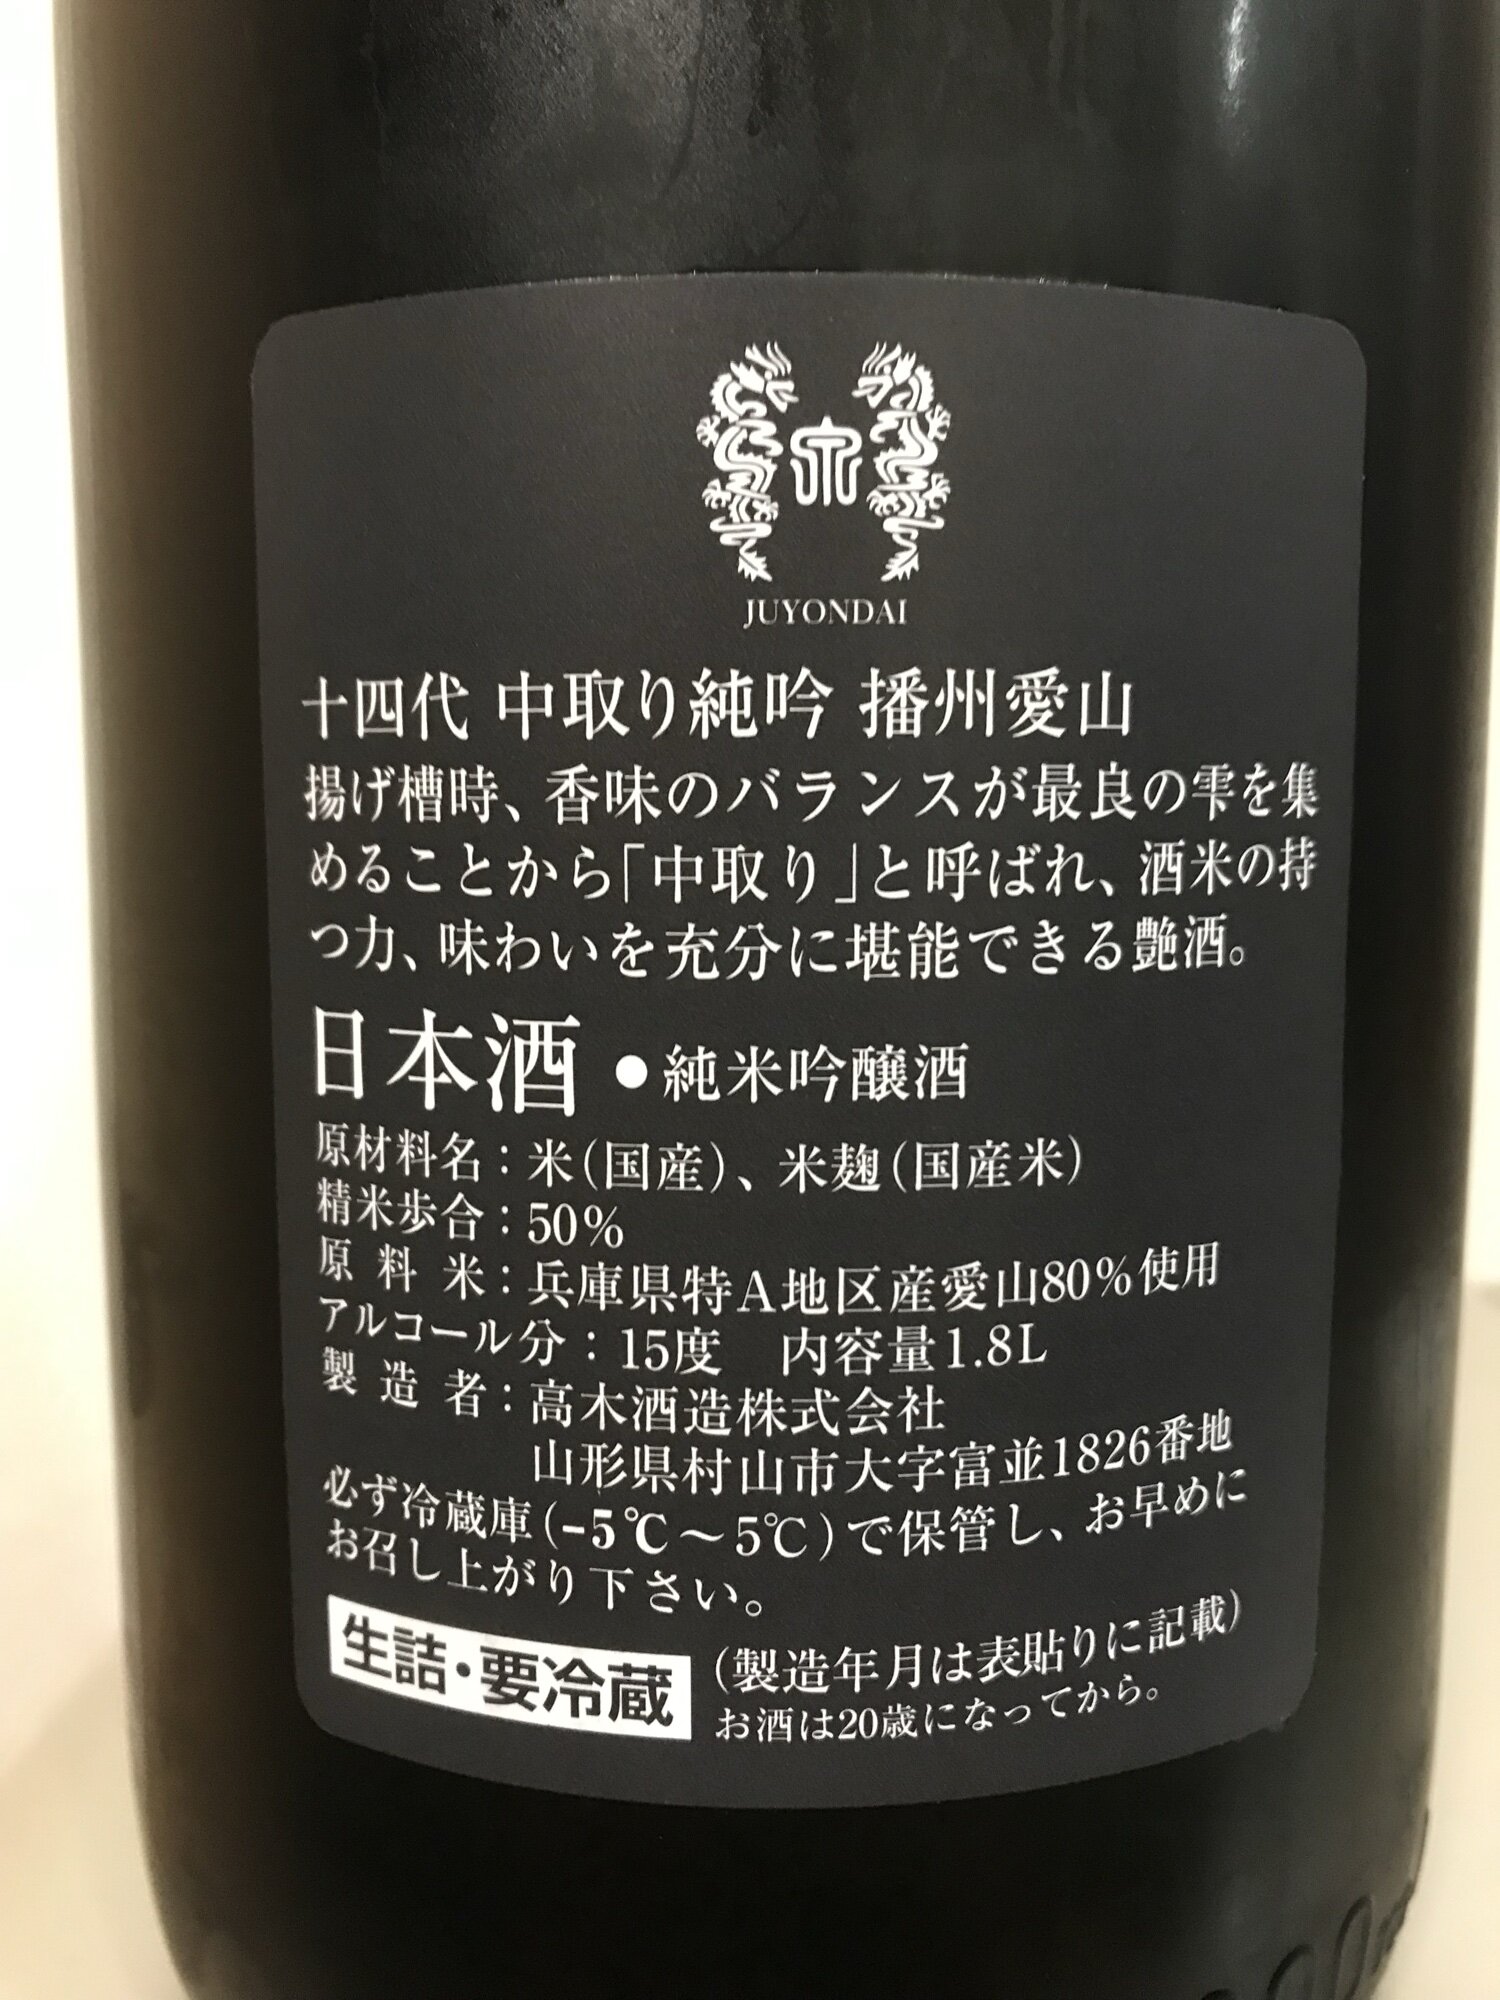 JUYONDAI
十四代 中取り純吟 播州愛山
揚げ槽時、香味のバランスが最良の雫を集
めることから「中取り」と呼ばれ、酒米の持
つ力、味わいを充分に堪能できる艶酒。
日本酒 ●純米吟醸酒
原材料名：米（国産）、米麹（国産米）
精米歩合：50%
原料米：兵庫県特A地区産愛山80%使用
アルコール分：15度 内容量1.8L
製造者：高木酒造株式会社
山形県村山市大字富並1826番地
必ず冷蔵庫（-5℃～5℃）で保管し、お早めに
お召し上がり下さい。
生詰・要冷蔵
（製造年月は表貼りに記載）
お酒は20歳になってから。